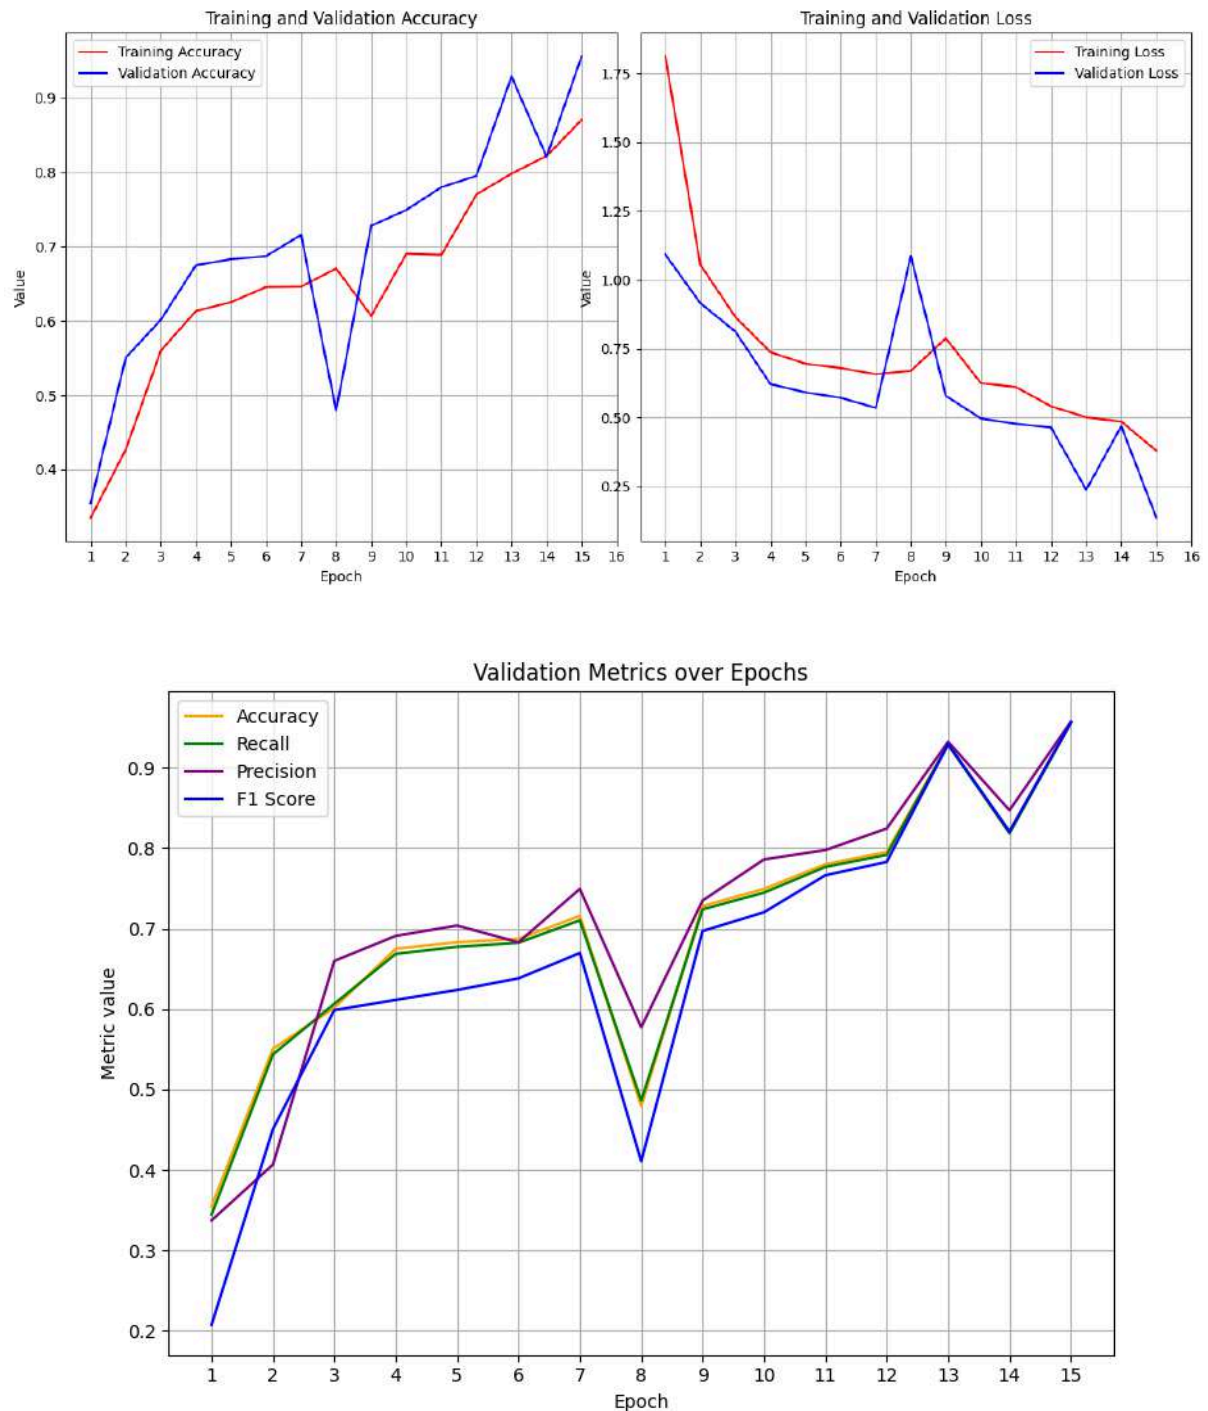 Training and Validation Accuracy
Training Accuracy
Validation Accuracy
0.9
0.8
0.7
0.6
0.5
0.4
Value
1 2 3 4 5 6 7 8 9 10 11 12 13 14 15 16
Epoch
Training and Validation Loss
Training Loss
Validation Loss
1.75
1.50
1.25
1.00
0.75
0.50
0.25
Value
1 2 3 4 5 6 7 8 9 10 11 12 13 14 15 16
Epoch
Validation Metrics over Epochs
Accuracy
Recall
Precision
F1 Score
0.9
0.8
0.7
0.6
0.5
0.4
0.3
0.2
Metric value
1 2 3 4 5 6 7 8 9 10 11 12 13 14 15
Epoch